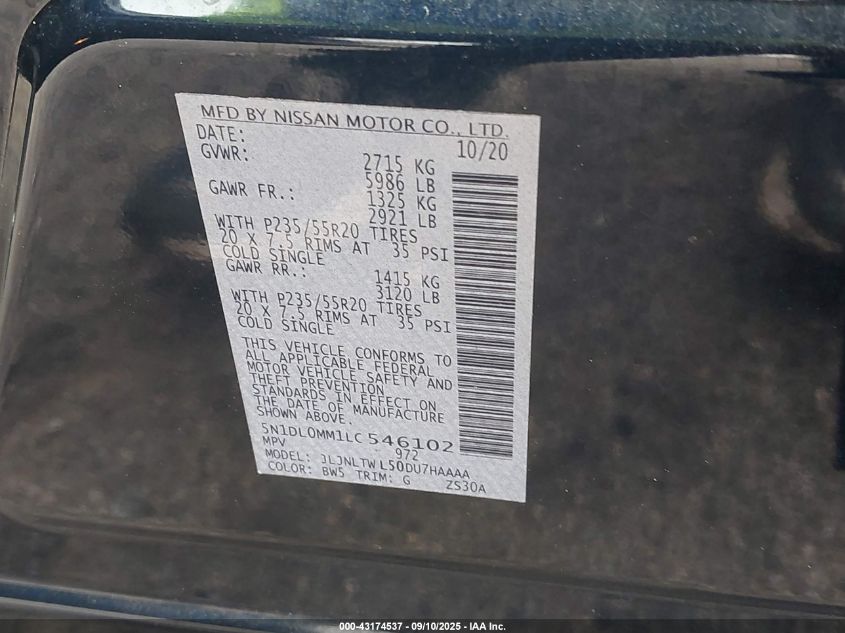 MFD BY NISSAN MOTOR CO., LTD.
DATE: 10/20
GVWR: 2715 KG
5986 LB
GAWR FR.: 1325 KG
2921 LB
WITH P235/55R20 TIRES
20 X 7.5 RIMS AT 35 PSI
COLD SINGLE
GAWR RR.: 1415 KG
3120 LB
WITH P235/55R20 TIRES
20 X 7.5 RIMS AT 35 PSI
COLD SINGLE
THIS VEHICLE CONFORMS TO
ALL APPLICABLE FEDERAL
MOTOR VEHICLE SAFETY AND
THEFT PREVENTION
STANDARDS IN EFFECT ON
THE DATE OF MANUFACTURE
SHOWN ABOVE.
5N1DL0MM1LC 546102
MPV 972
MODEL: JLJNLTW L50DU7HAAAA
COLOR: BW5 TRIM: G ZS30A
000-43174537 - 09/10/2025 - IAA Inc.